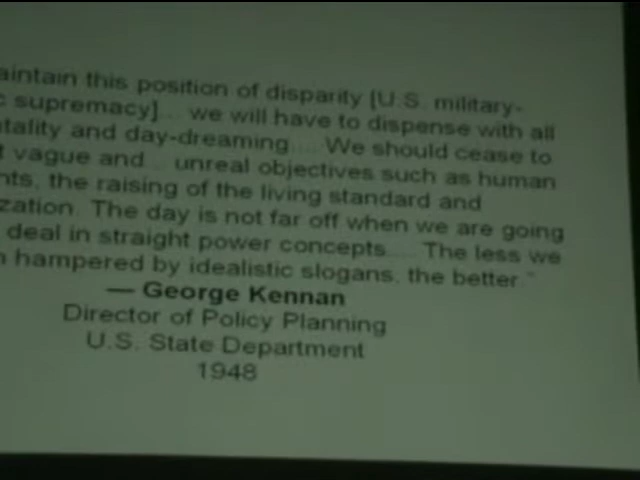 aintain this position of disparity [U.S. military-
c supremacy]... we will have to dispense with all
tality and day-dreaming.... We should cease to
t vague and... unreal objectives such as human
nts, the raising of the living standard and
zation. The day is not far off when we are going
deal in straight power concepts.... The less we
n hampered by idealistic slogans, the better."
— George Kennan
Director of Policy Planning
U.S. State Department
1948